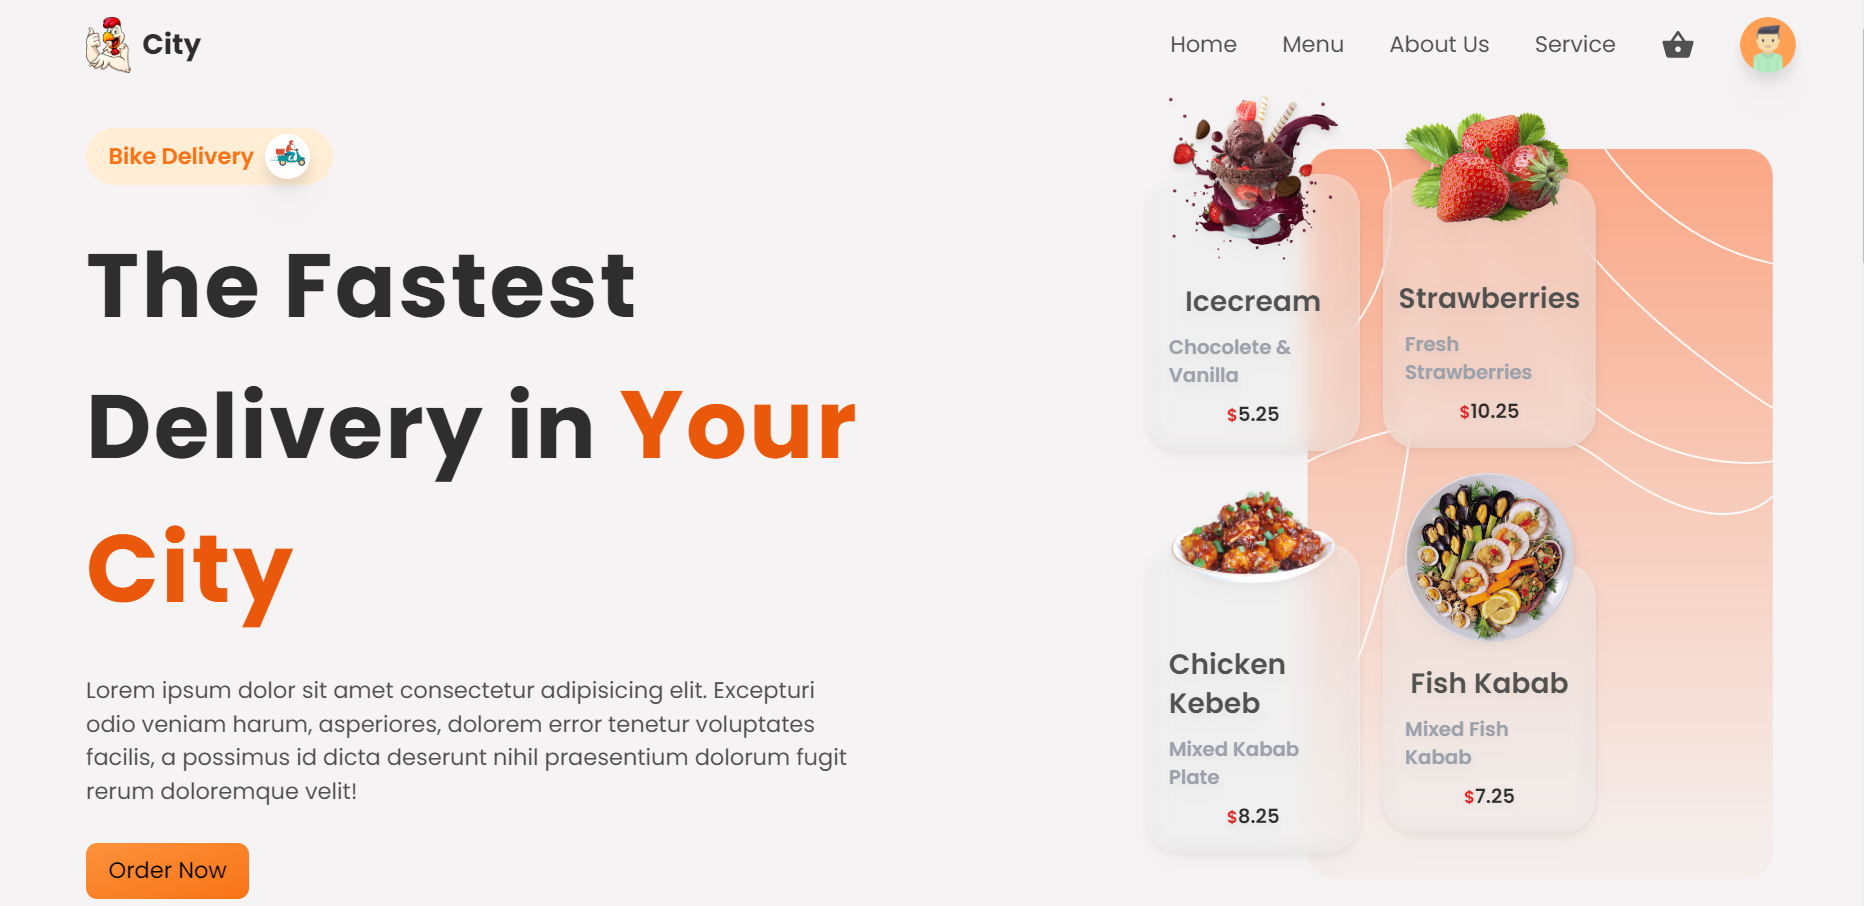 City
Home
Menu
About Us
Service
Bike Delivery
The Fastest
Delivery in Your
City
Lorem ipsum dolor sit amet consectetur adipisicing elit. Excepturi
odio veniam harum, asperiores, dolorem error tenetur voluptates
facilis, a possimus id dicta deserunt nihil praesentium dolorum fugit
rerum doloremque velit!
Order Now
Icecream
Chocolete &
Vanilla
$5.25
Strawberries
Fresh
Strawberries
$10.25
Chicken
Kebeb
Mixed Kabab
Plate
$8.25
Fish Kabab
Mixed Fish
Kabab
$7.25